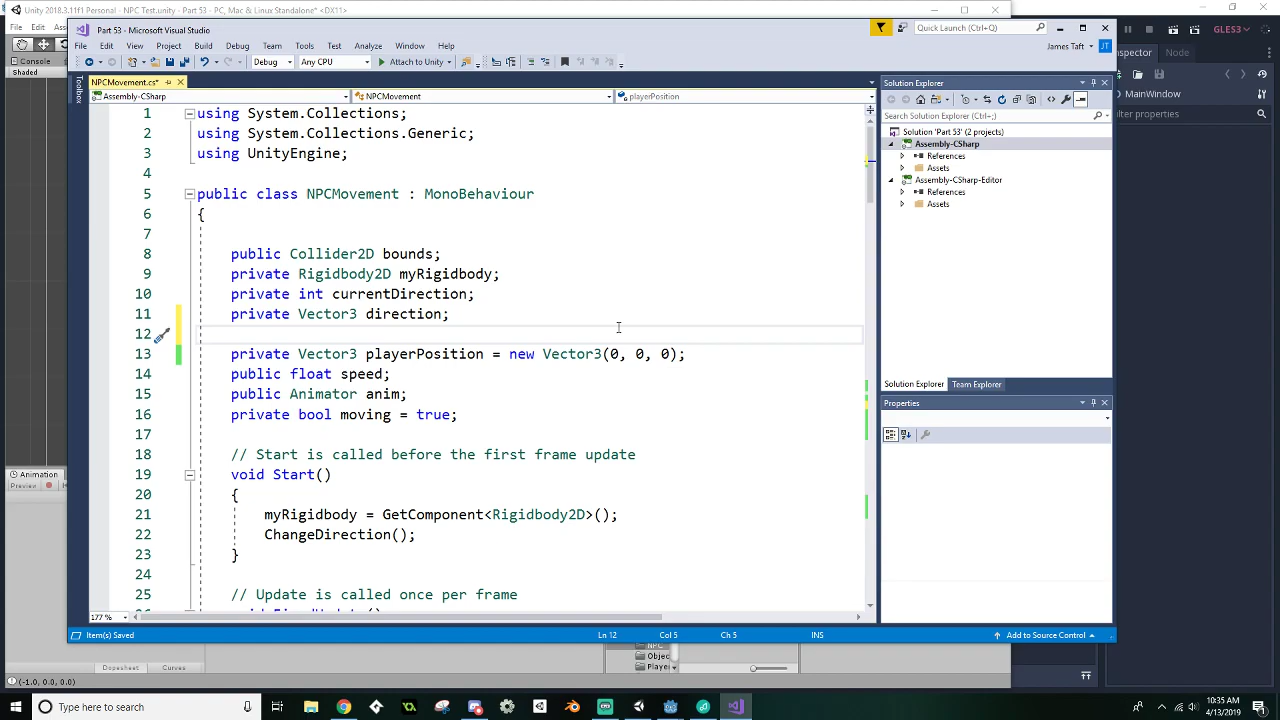 Unity 2018.3.11f1 Personal - NPC Test.unity - Part 53 - PC, Mac & Linux Standalone* <DX11>
File
Edit
As
Console
Shaded
Part 53 - Microsoft Visual Studio
Quick Launch (Ctrl+Q)
File Edit View Project Build Debug Team Tools Test Analyze Window Help
James Taft
JT
Debug
Any CPU
Attach to Unity
GLES3
Inspector
Node
MainWindow
filter properties
Toolbox
NPCMovement.cs*
Assembly-CSharp
NPCMovement
playerPosition
1 using System.Collections;
2 using System.Collections.Generic;
3 using UnityEngine;
4
5 public class NPCMovement : MonoBehaviour
6 {
7
8 public Collider2D bounds;
9 private Rigidbody2D myRigidbody;
10 private int currentDirection;
11 private Vector3 direction;
12
13 private Vector3 playerPosition = new Vector3(0, 0, 0);
14 public float speed;
15 public Animator anim;
16 private bool moving = true;
17
18 // Start is called before the first frame update
19 void Start()
20 {
21 myRigidbody = GetComponent<Rigidbody2D>();
22 ChangeDirection();
23 }
24
25 // Update is called once per frame
177 %
Solution Explorer
Search Solution Explorer (Ctrl+;)
Solution 'Part 53' (2 projects)
Assembly-CSharp
References
Assets
Assembly-CSharp-Editor
References
Assets
Solution Explorer
Team Explorer
Properties
Animation
Preview
Item(s) Saved
Ln 12
Col 5
Ch 5
INS
Add to Source Control
NPC
Objec
Player
Dopesheet
Curves
(-1.0, 0.0, 0.0)
Type here to search
10:35 AM
4/13/2019